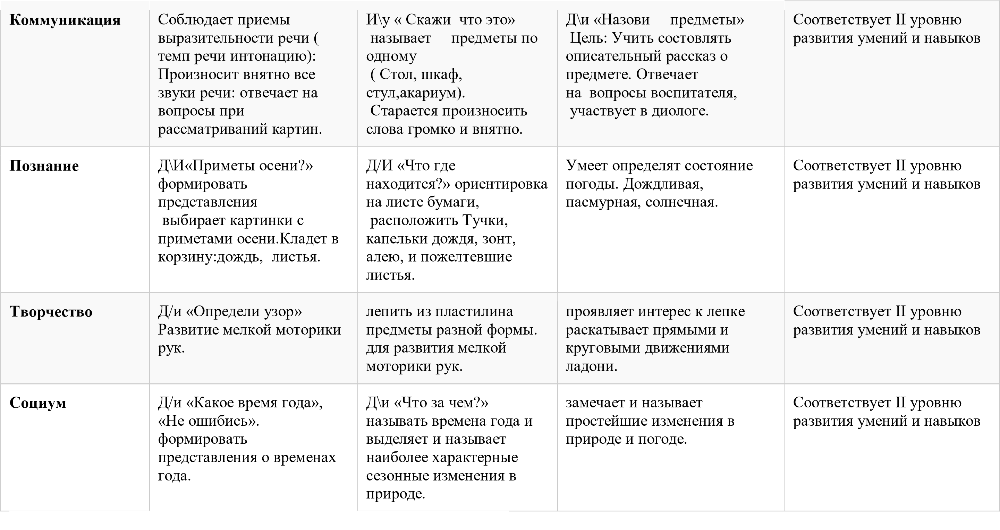 Коммуникация
Соблюдает приемы
выразительности речи (
темп речи интонацию):
Произносит внятно все
звуки речи: отвечает на
вопросы при
рассматриваний картин.
И\у « Скажи  что это»
называет     предметы по
одному
( Стол, шкаф,
стул,акариум).
Старается произносить
слова громко и внятно.
Д\и «Назови     предметы»
Цель: Учить состовлять
описательный рассказ о
предмете. Отвечает
на  вопросы воспитателя,
участвует в диологе.
Соответствует II уровню
развития умений и навыков
Познание
Д\И«Приметы осени?»
формировать
представления
выбирает картинки с
приметами осени.Кладет в
корзину:дождь,  листья.
Д/И «Что где
находится?» ориентировка
на листе бумаги,
расположить Тучки,
капельки дождя, зонт,
алею, и пожелтевшие
листья.
Умеет определят состояние
погоды. Дождливая,
пасмурная, солнечная.
Соответствует II уровню
развития умений и навыков
Творчество
Д/и «Определи узор»
Развитие мелкой моторики
рук.
лепить из пластилина
предметы разной формы.
для развития мелкой
моторики рук.
проявляет интерес к лепке
раскатывает прямыми и
круговыми движениями
ладони.
Соответствует II уровню
развития умений и навыков
Социум
Д/и «Какое время года»,
«Не ошибись».
формировать
представления о временах
года.
Д\и «Что за чем?»
называть времена года и
выделяет и называет
наиболее характерные
сезонные изменения в
природе.
замечает и называет
простейшие изменения в
природе и погоде.
Соответствует II уровню
развития умений и навыков